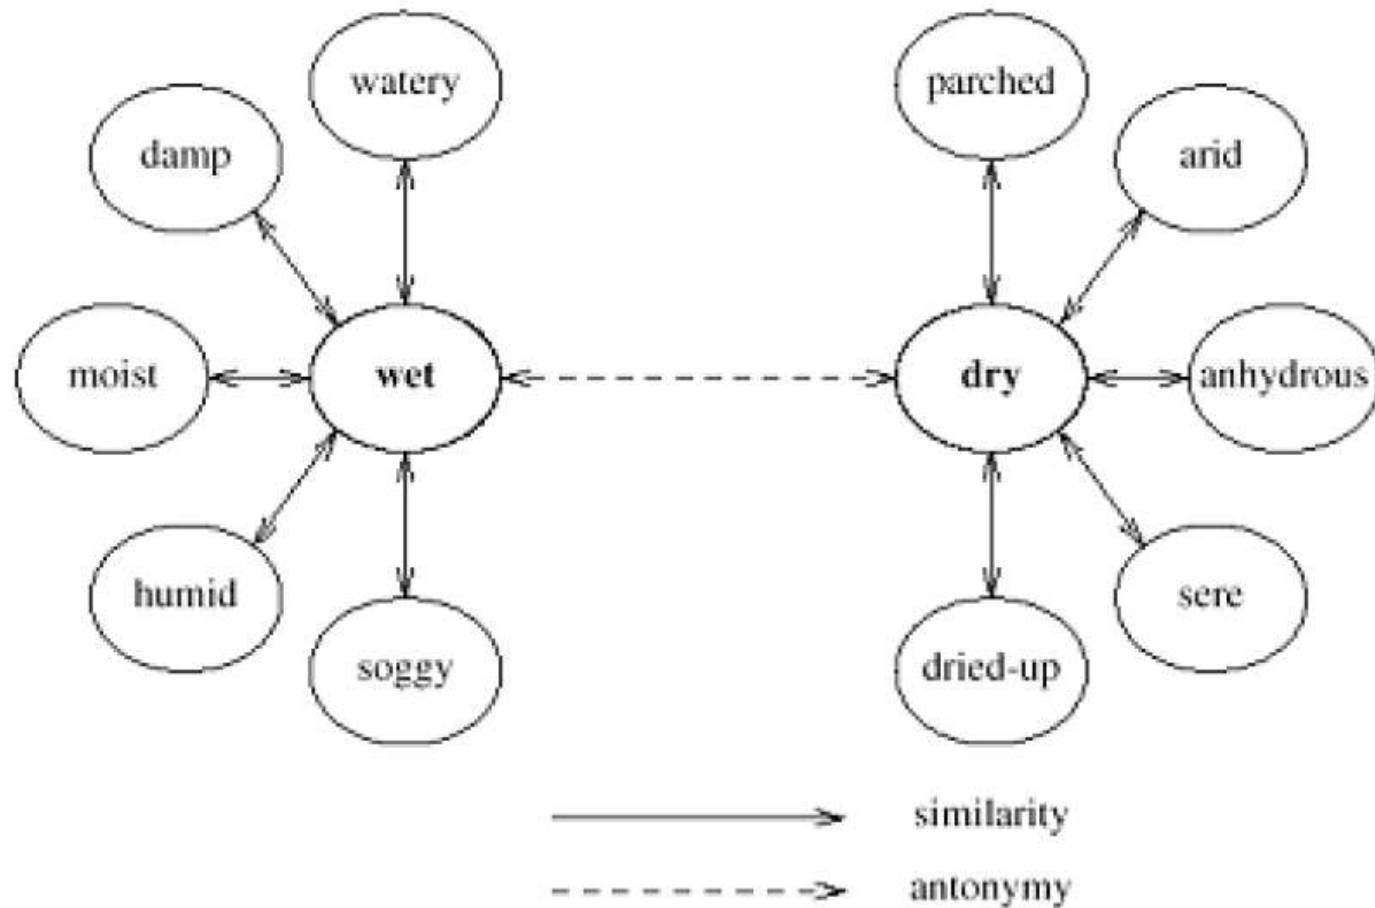 watery
parched
damp
arid
moist
wet
dry
anhydrous
humid
sere
soggy
dried-up
similarity
antonymy